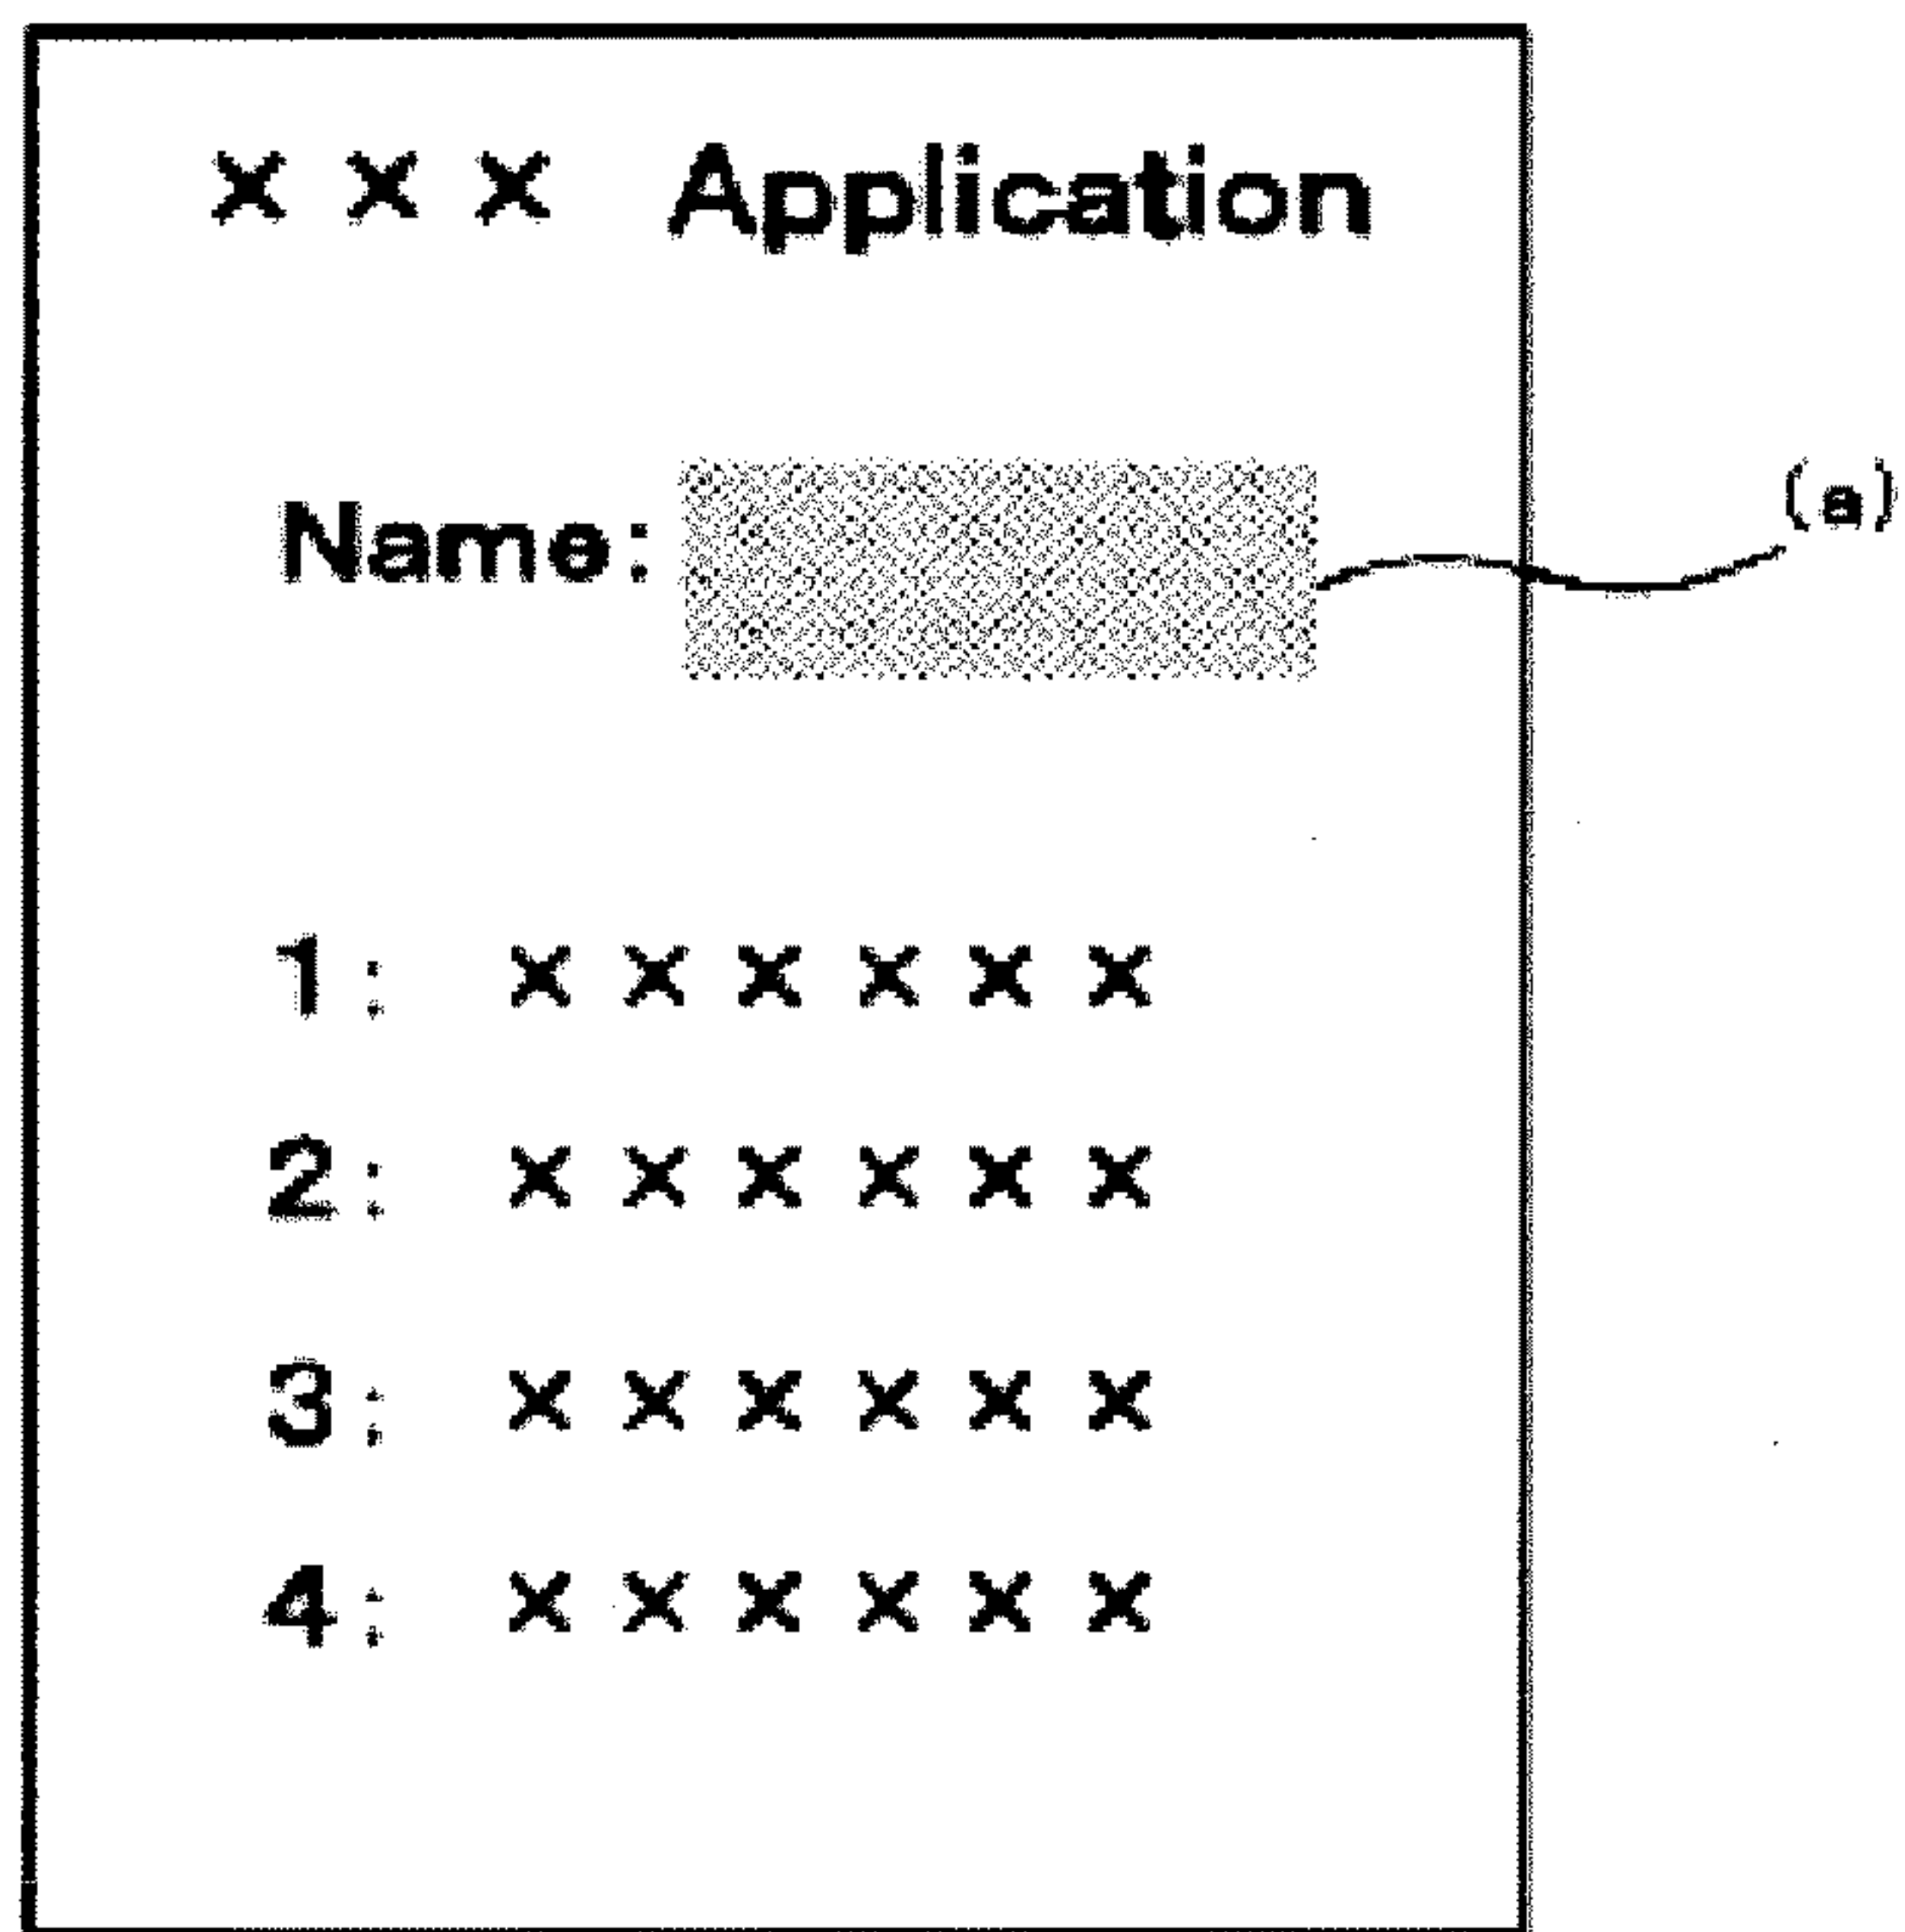 × × × Application
Name:
(a)
1: × × × × × ×
2: × × × × × ×
3: × × × × × ×
4: × × × × × ×